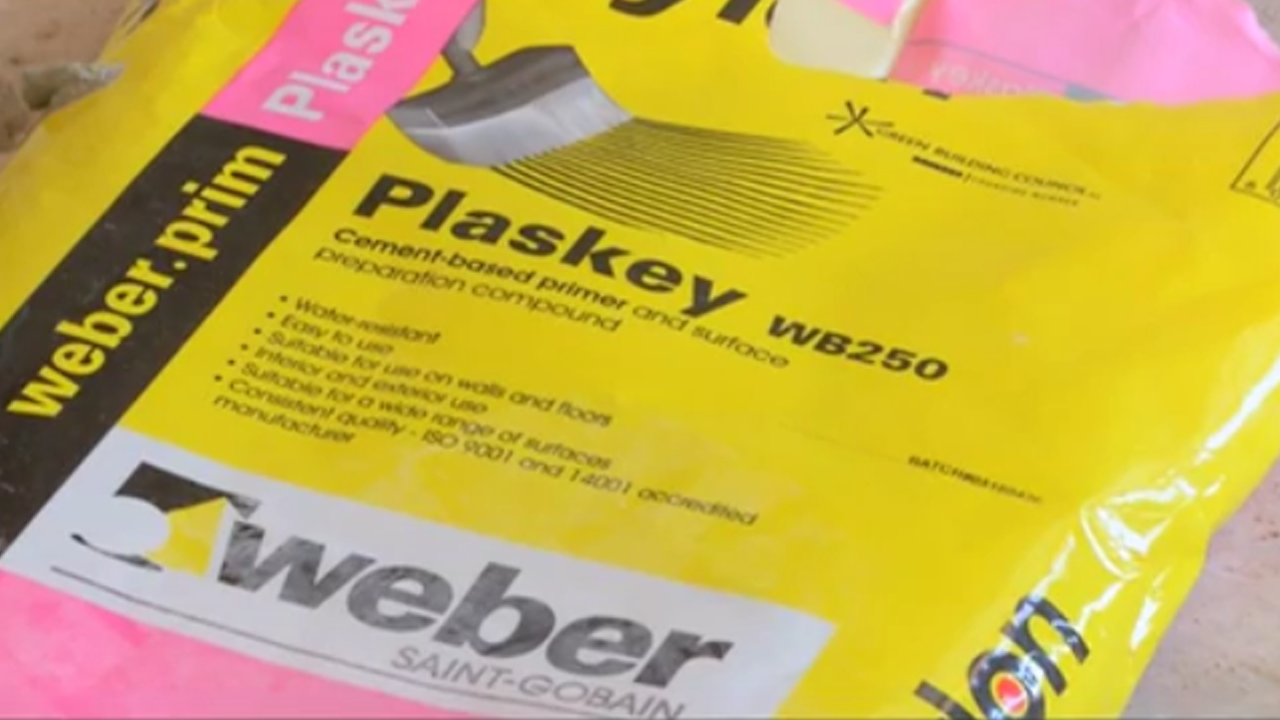 Plask
weber.prim
GREEN BUILDING COUNCIL
Plaskey WB250
Cement-based primer and surface
preparation compound
• Water-resistant
• Easy to use
• Suitable for use on walls and floors
• Interior and exterior use
• Suitable for a wide range of surfaces
• Consistent quality - ISO 9001 and 14001 accredited
manufacturer
weber
SAINT-GOBAIN